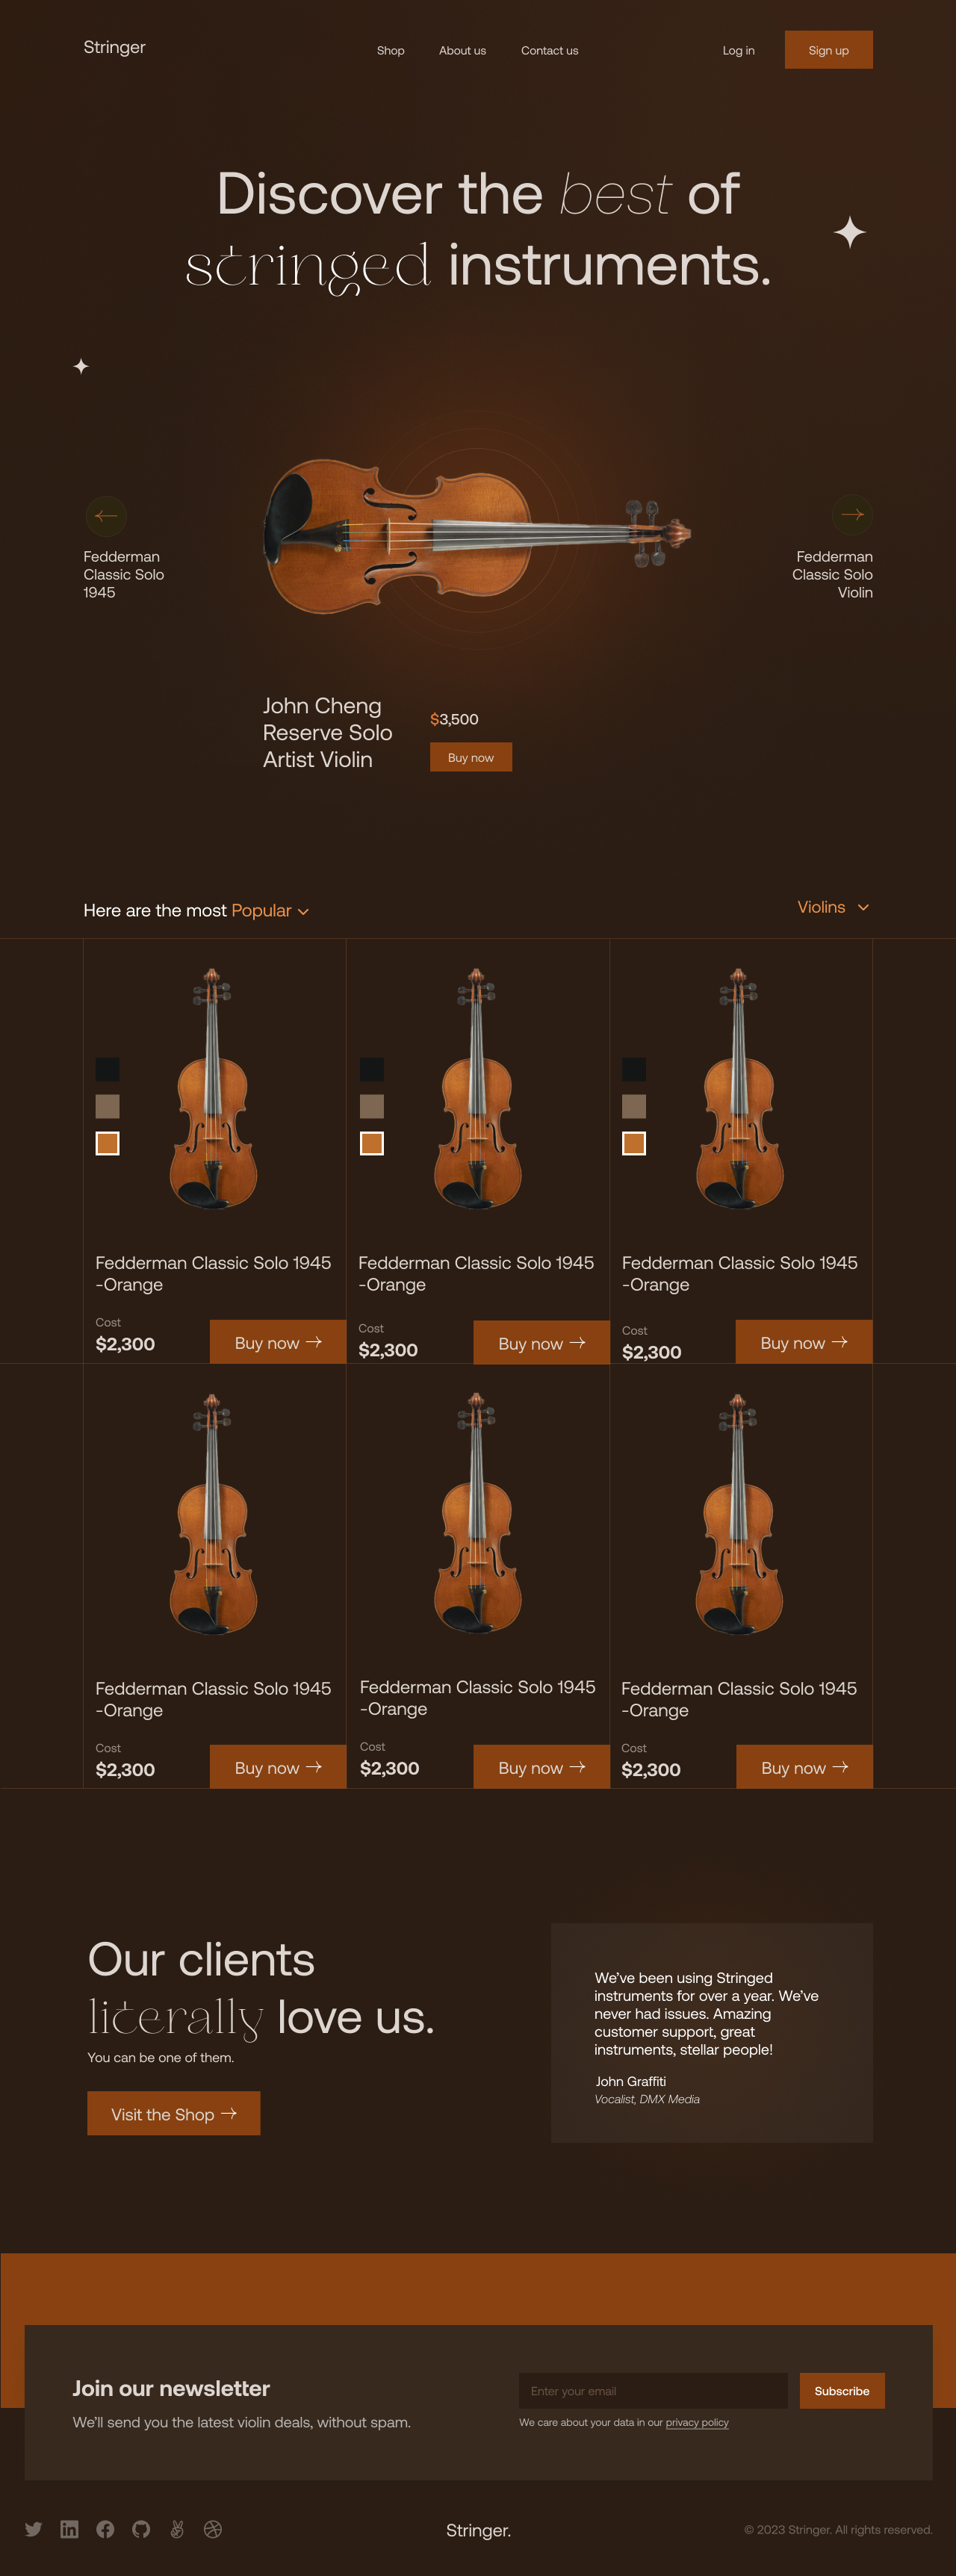 Stringer
Shop
About us
Contact us
Log in
Sign up
Discover the best of
stringed instruments.
Fedderman
Classic Solo
1945
Fedderman
Classic Solo
Violin
John Cheng
Reserve Solo
Artist Violin
$3,500
Buy now
Here are the most Popular
Violins
Fedderman Classic Solo 1945
-Orange
Cost
$2,300
Buy now
Fedderman Classic Solo 1945
-Orange
Cost
$2,300
Buy now
Fedderman Classic Solo 1945
-Orange
Cost
$2,300
Buy now
Fedderman Classic Solo 1945
-Orange
Cost
$2,300
Buy now
Fedderman Classic Solo 1945
-Orange
Cost
$2,300
Buy now
Fedderman Classic Solo 1945
-Orange
Cost
$2,300
Buy now
Our clients
literally love us.
You can be one of them.
Visit the Shop
We’ve been using Stringed
instruments for over a year. We’ve
never had issues. Amazing
customer support, great
instruments, stellar people!
John Graffiti
Vocalist, DMX Media
Join our newsletter
We’ll send you the latest violin deals, without spam.
Enter your email
Subscribe
We care about your data in our privacy policy
Stringer.
© 2023 Stringer. All rights reserved.